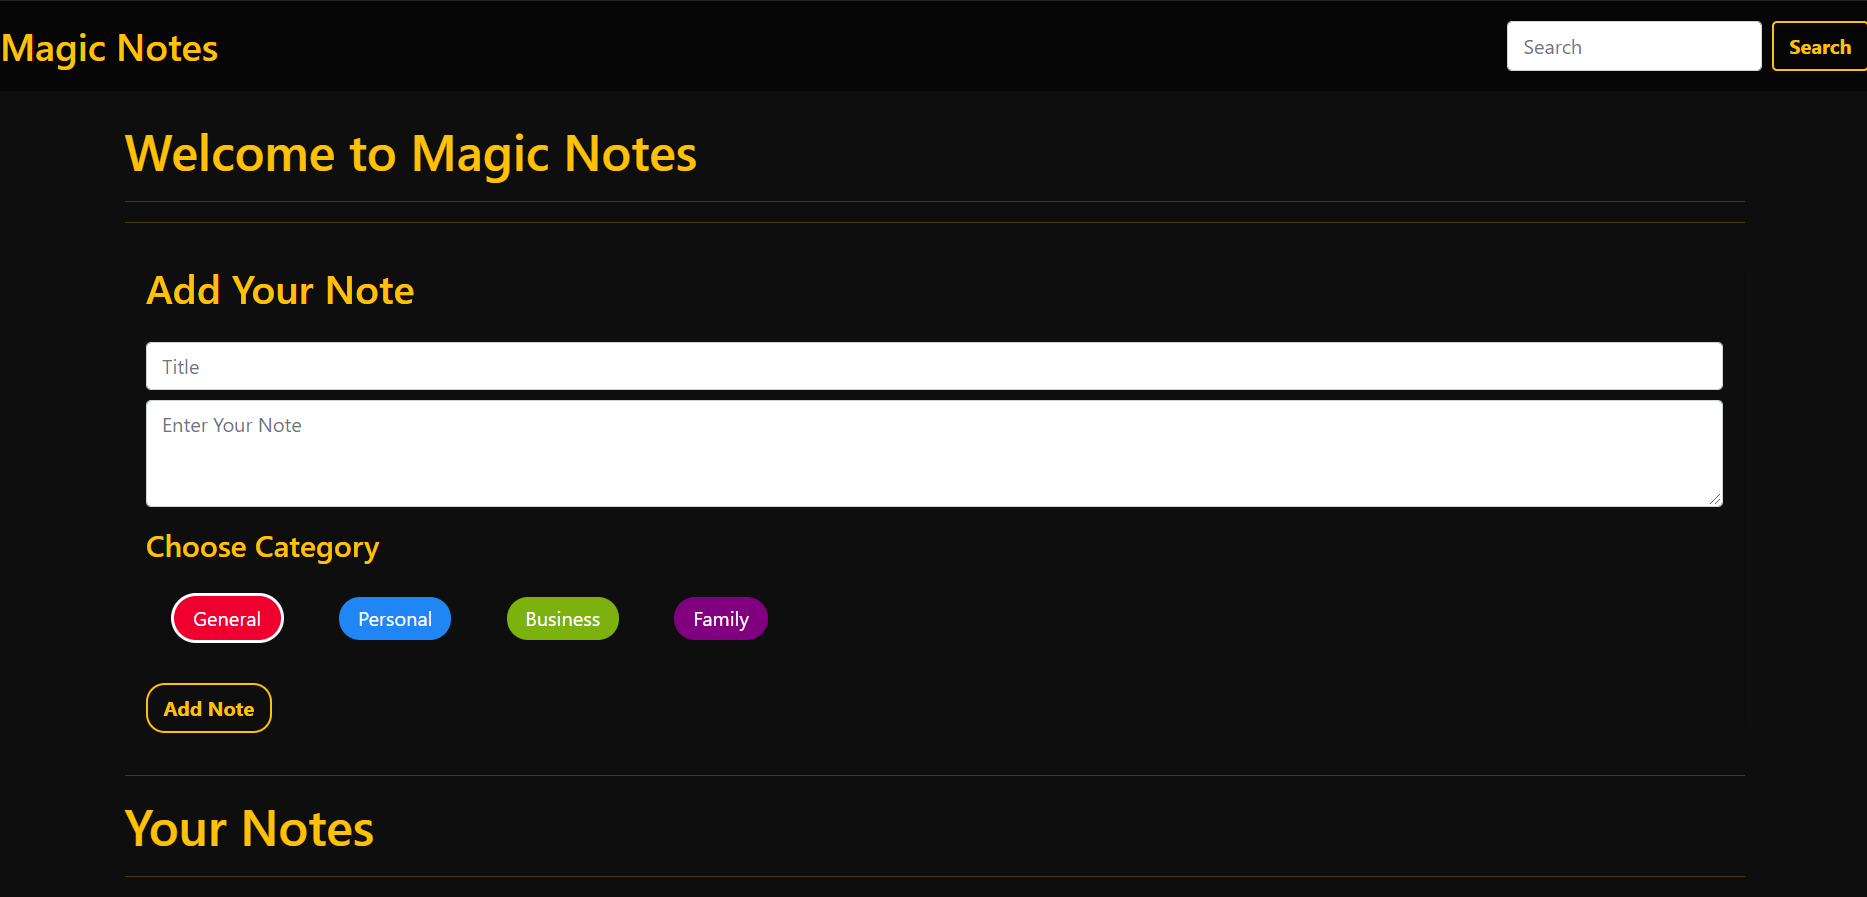 Magic Notes
Search
Search
Welcome to Magic Notes
Add Your Note
Title
Enter Your Note
Choose Category
General
Personal
Business
Family
Add Note
Your Notes